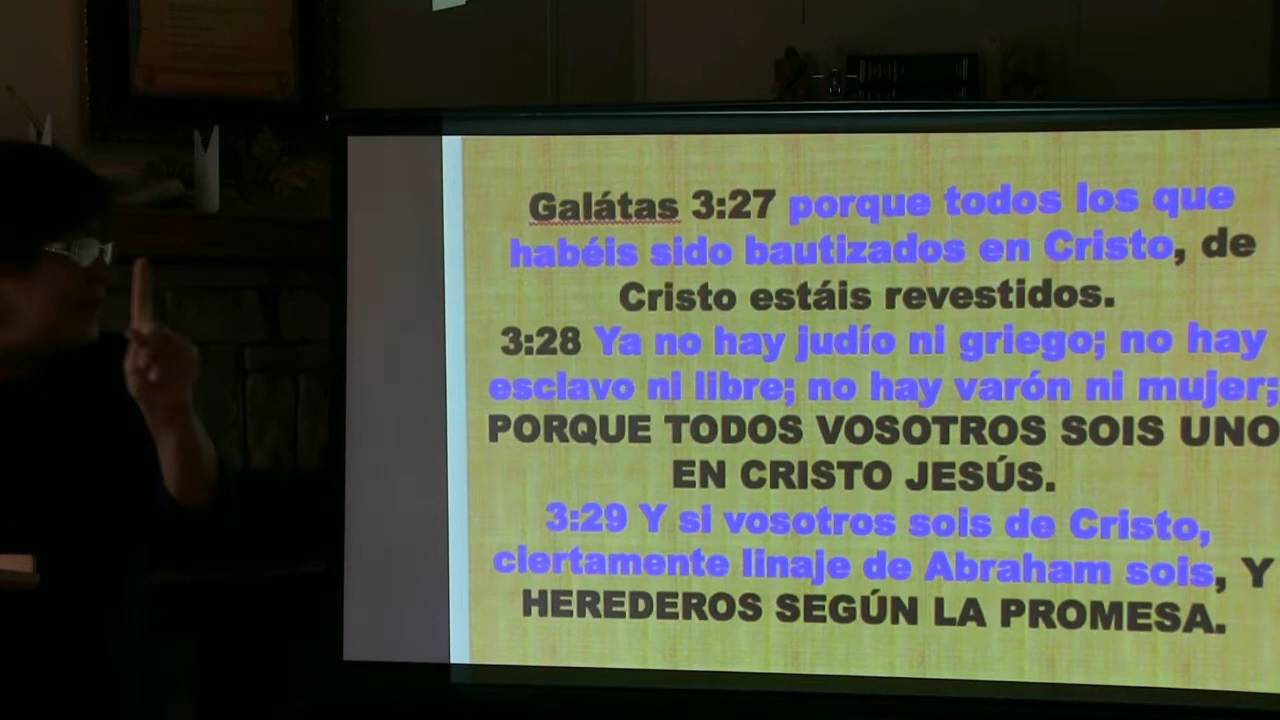 Galátas 3:27 porque todos los que
habéis sido bautizados en Cristo, de
Cristo estáis revestidos.
3:28 Ya no hay judío ni griego; no hay
esclavo ni libre; no hay varón ni mujer;
PORQUE TODOS VOSOTROS SOIS UNO
EN CRISTO JESÚS.
3:29 Y si vosotros sois de Cristo,
ciertamente linaje de Abraham sois, Y
HEREDEROS SEGÚN LA PROMESA.